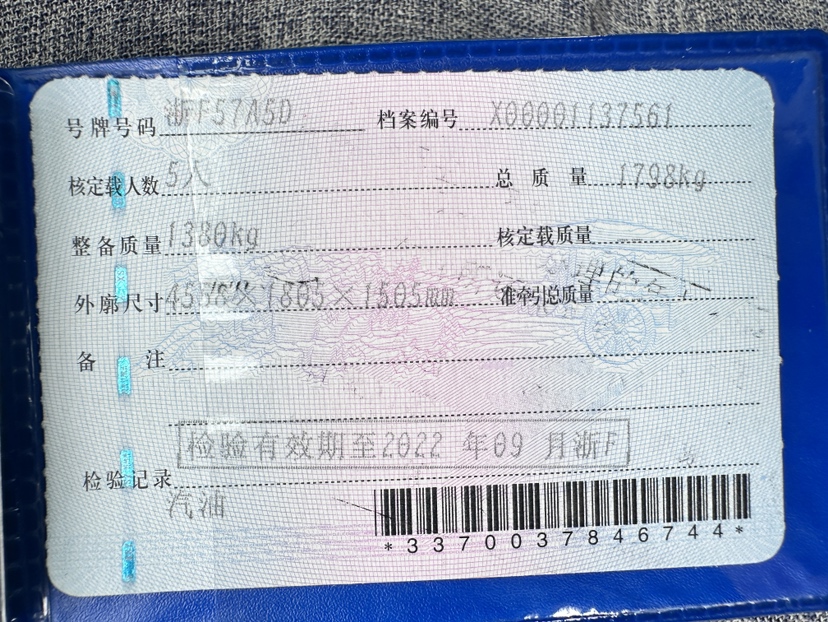 号牌号码 浙FF57A5D 档案编号 X00001137561
核定载人数 5人 总质量 1798kg
整备质量 1380kg 核定载质量
外廓尺寸 ×1805×1505mm 准牵引总质量
备注
检验有效期至2022 年09 月浙F
检验记录
汽油
*3370037846744*